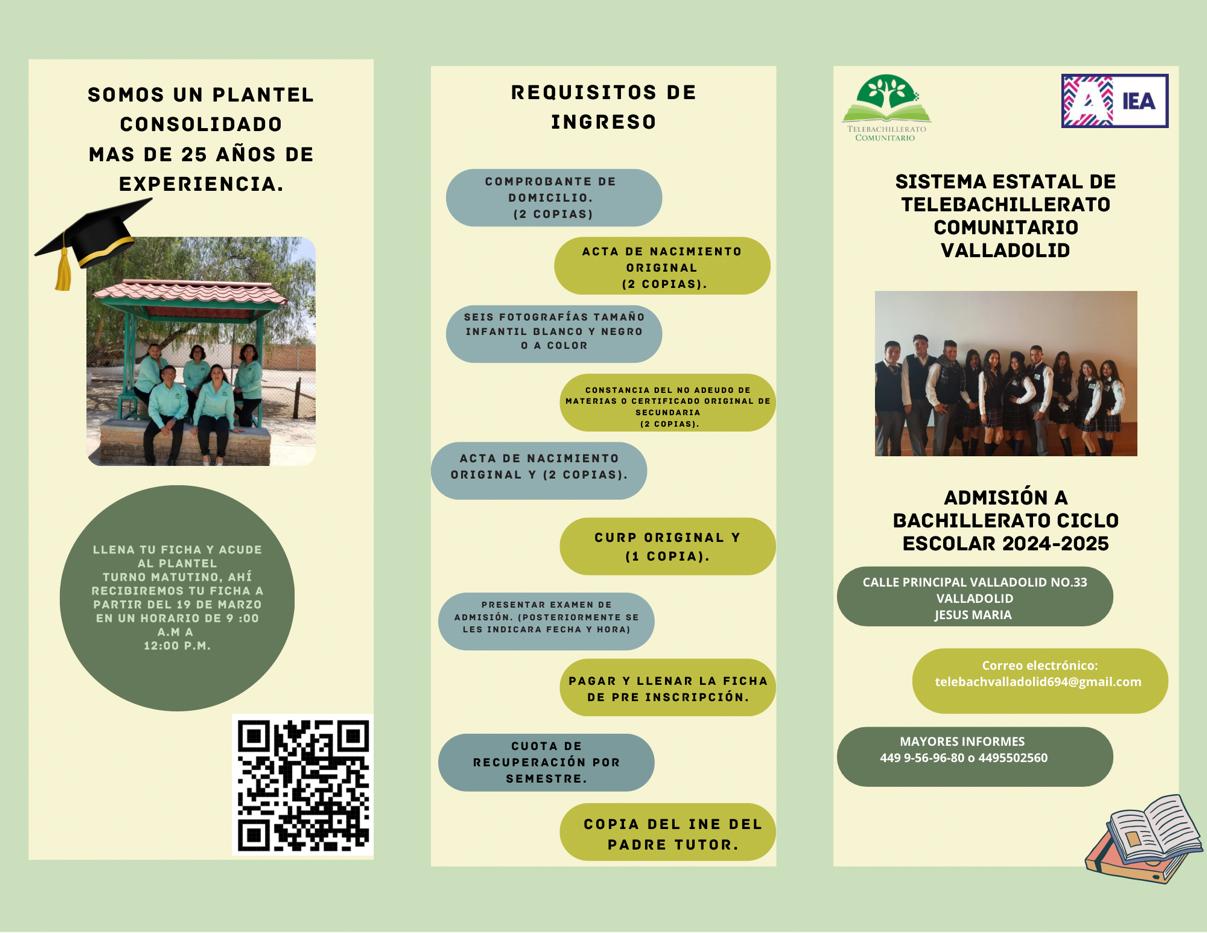 SOMOS UN PLANTEL
CONSOLIDADO
MAS DE 25 AÑOS DE
EXPERIENCIA.
LLENA TU FICHA Y ACUDE
AL PLANTEL
TURNO MATUTINO, AHÍ
RECIBIREMOS TU FICHA A
PARTIR DEL 19 DE MARZO
EN UN HORARIO DE 9 :00
A.M A
12:00 P.M.
REQUISITOS DE
INGRESO
COMPROBANTE DE
DOMICILIO.
(2 COPIAS)
ACTA DE NACIMIENTO
ORIGINAL
(2 COPIAS).
SEIS FOTOGRAFÍAS TAMAÑO
INFANTIL BLANCO Y NEGRO
O A COLOR
CONSTANCIA DEL NO ADEUDO DE
MATERIAS O CERTIFICADO ORIGINAL DE
SECUNDARIA
(2 COPIAS).
ACTA DE NACIMIENTO
ORIGINAL Y (2 COPIAS).
CURP ORIGINAL Y
(1 COPIA).
PRESENTAR EXAMEN DE
ADMISIÓN. (POSTERIORMENTE SE
LES INDICARA FECHA Y HORA)
PAGAR Y LLENAR LA FICHA
DE PRE INSCRIPCIÓN.
CUOTA DE
RECUPERACIÓN POR
SEMESTRE.
COPIA DEL INE DEL
PADRE TUTOR.
TELEBACHILLERATO
COMUNITARIO
A IEA
SISTEMA ESTATAL DE
TELEBACHILLERATO
COMUNITARIO
VALLADOLID
ADMISIÓN A
BACHILLERATO CICLO
ESCOLAR 2024-2025
CALLE PRINCIPAL VALLADOLID NO.33
VALLADOLID
JESUS MARIA
Correo electrónico:
telebachvalladolid694@gmail.com
MAYORES INFORMES
449 9-56-96-80 o 4495502560